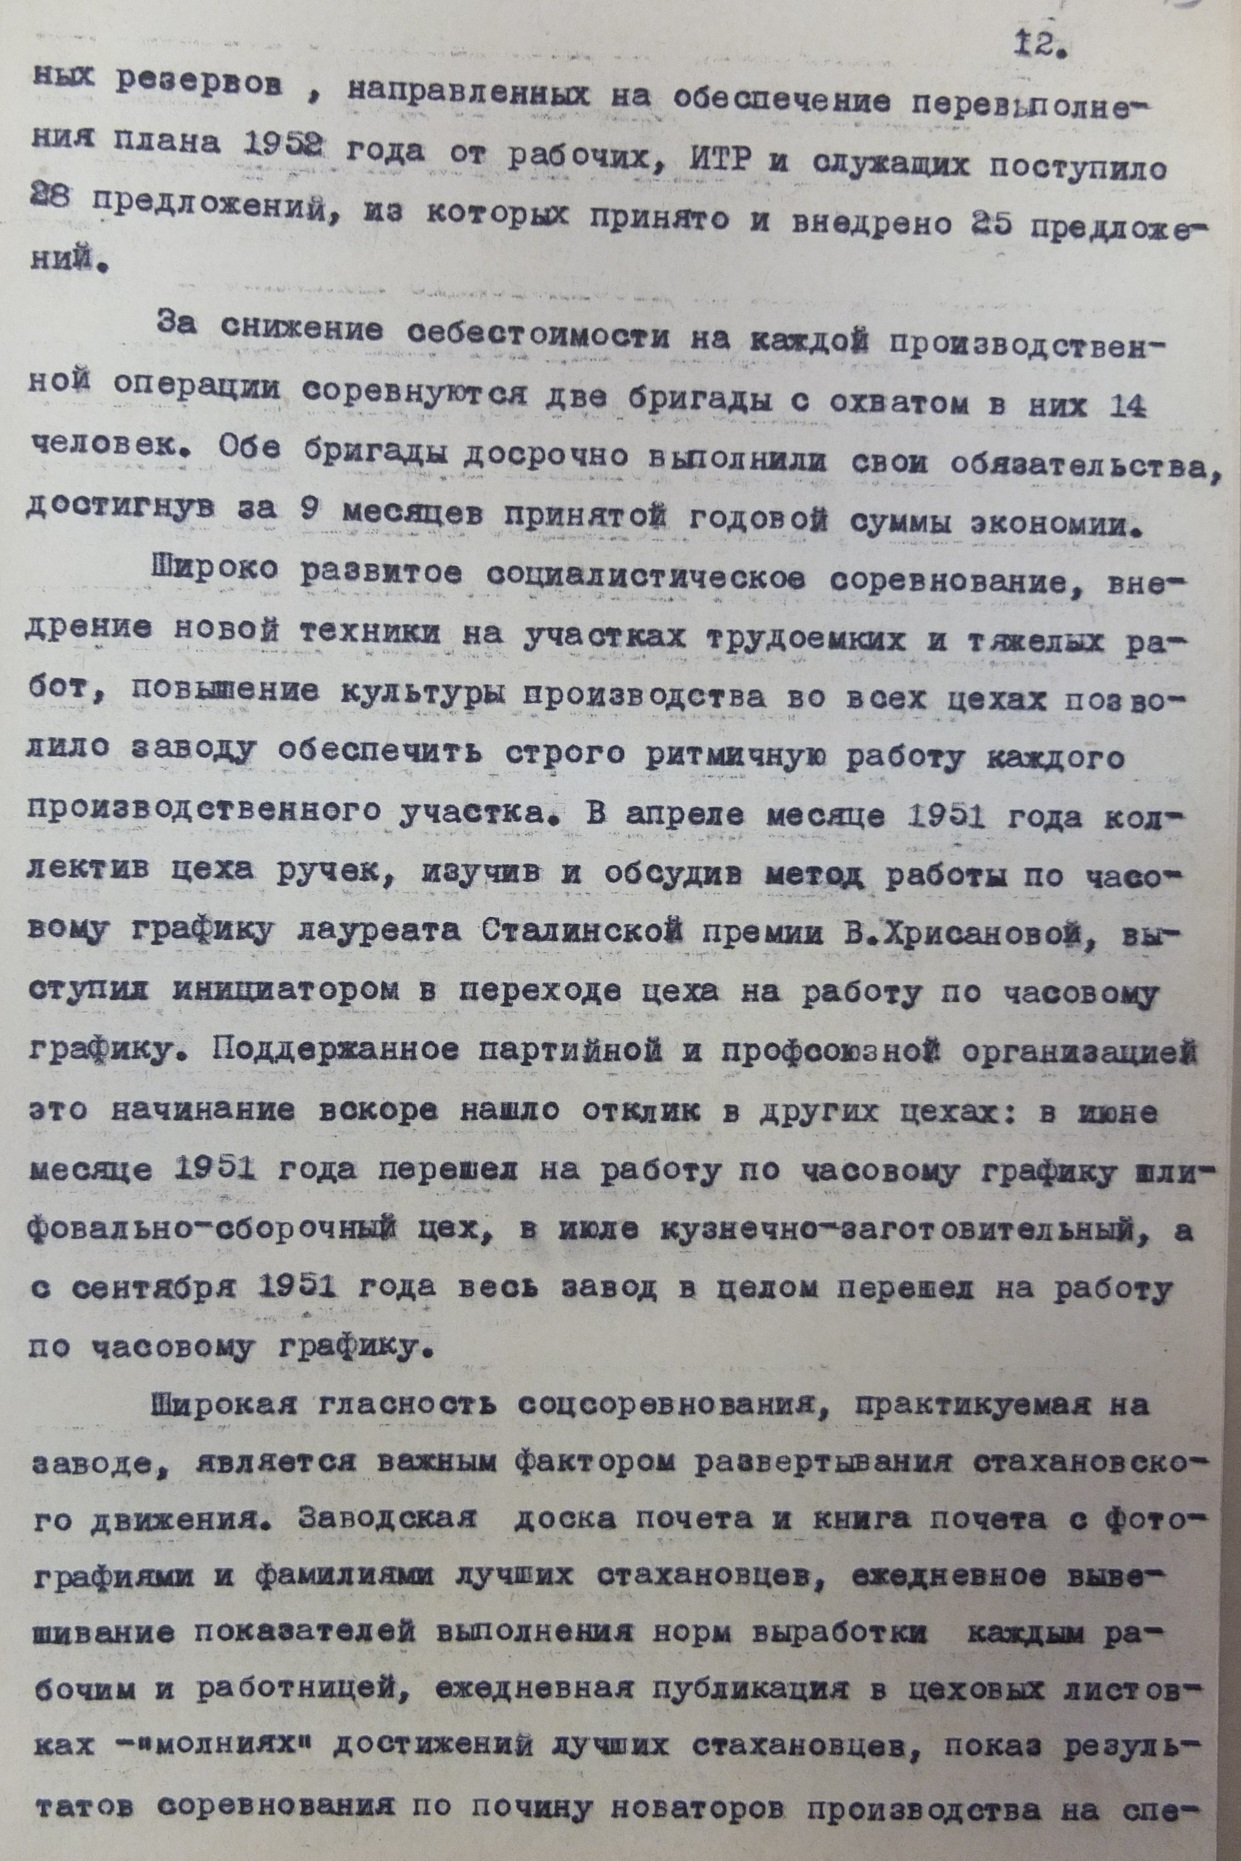 12.
ных резервов , направленных на обеспечение перевыполне-
ния плана 1952 года от рабочих, ИТР и служащих поступило
28 предложений, из которых принято и внедрено 25 предложе-
ний.
За снижение себестоимости на каждой производствен-
ной операции соревнуются две бригады с охватом в них 14
человек. Обе бригады досрочно выполнили свои обязательства,
достигнув за 9 месяцев принятой годовой суммы экономии.
Широко развитое социалистическое соревнование, вне-
дрение новой техники на участках трудоемких и тяжелых ра-
бот, повышение культуры производства во всех цехах позво-
лило заводу обеспечить строго ритмичную работу каждого
производственного участка. В апреле месяце 1951 года кол-
лектив цеха ручек, изучив и обсудив метод работы по часо-
вому графику лауреата Сталинской премии В.Хрисановой, вы-
ступил инициатором в переходе цеха на работу по часовому
графику. Поддержанное партийной и профсоюзной организацией
это начинание вскоре нашло отклик в других цехах: в июне
месяце 1951 года перешел на работу по часовому графику шли-
фовально-сборочный цех, в июле кузнечно-заготовительный, а
с сентября 1951 года весь завод в целом перешел на работу
по часовому графику.
Широкая гласность соцсоревнования, практикуемая на
заводе, является важным фактором развертывания стахановско-
го движения. Заводская доска почета и книга почета с фото-
графиями и фамилиями лучших стахановцев, ежедневное выве-
шивание показателей выполнения норм выработки каждым ра-
бочим и работницей, ежедневная публикация в цеховых листов-
ках -"молниях" достижений лучших стахановцев, показ резуль-
татов соревнования по почину новаторов производства на спе-